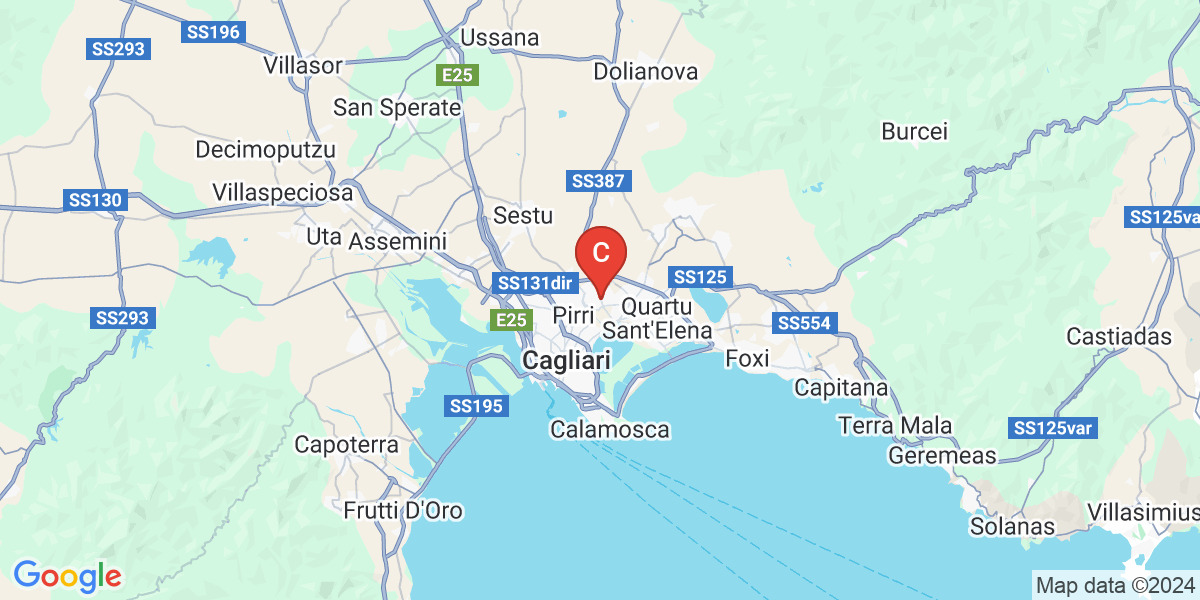 SS196
Ussana
SS293
Villasor
E25
Dolianova
San Sperate
Burcei
Decimoputzu
SS387
Villaspeciosa
SS130
Sestu
SS125va
Uta
Assemini
C
SS125
SS131dir
Quartu
Sant'Elena
Pirri
E25
SS293
SS554
Castiadas
Cagliari
Foxi
Capitana
SS195
Terra Mala
Calamosca
SS125var
Capoterra
Geremeas
Frutti D'Oro
Villasimius
Solanas
Google
Map data ©2024